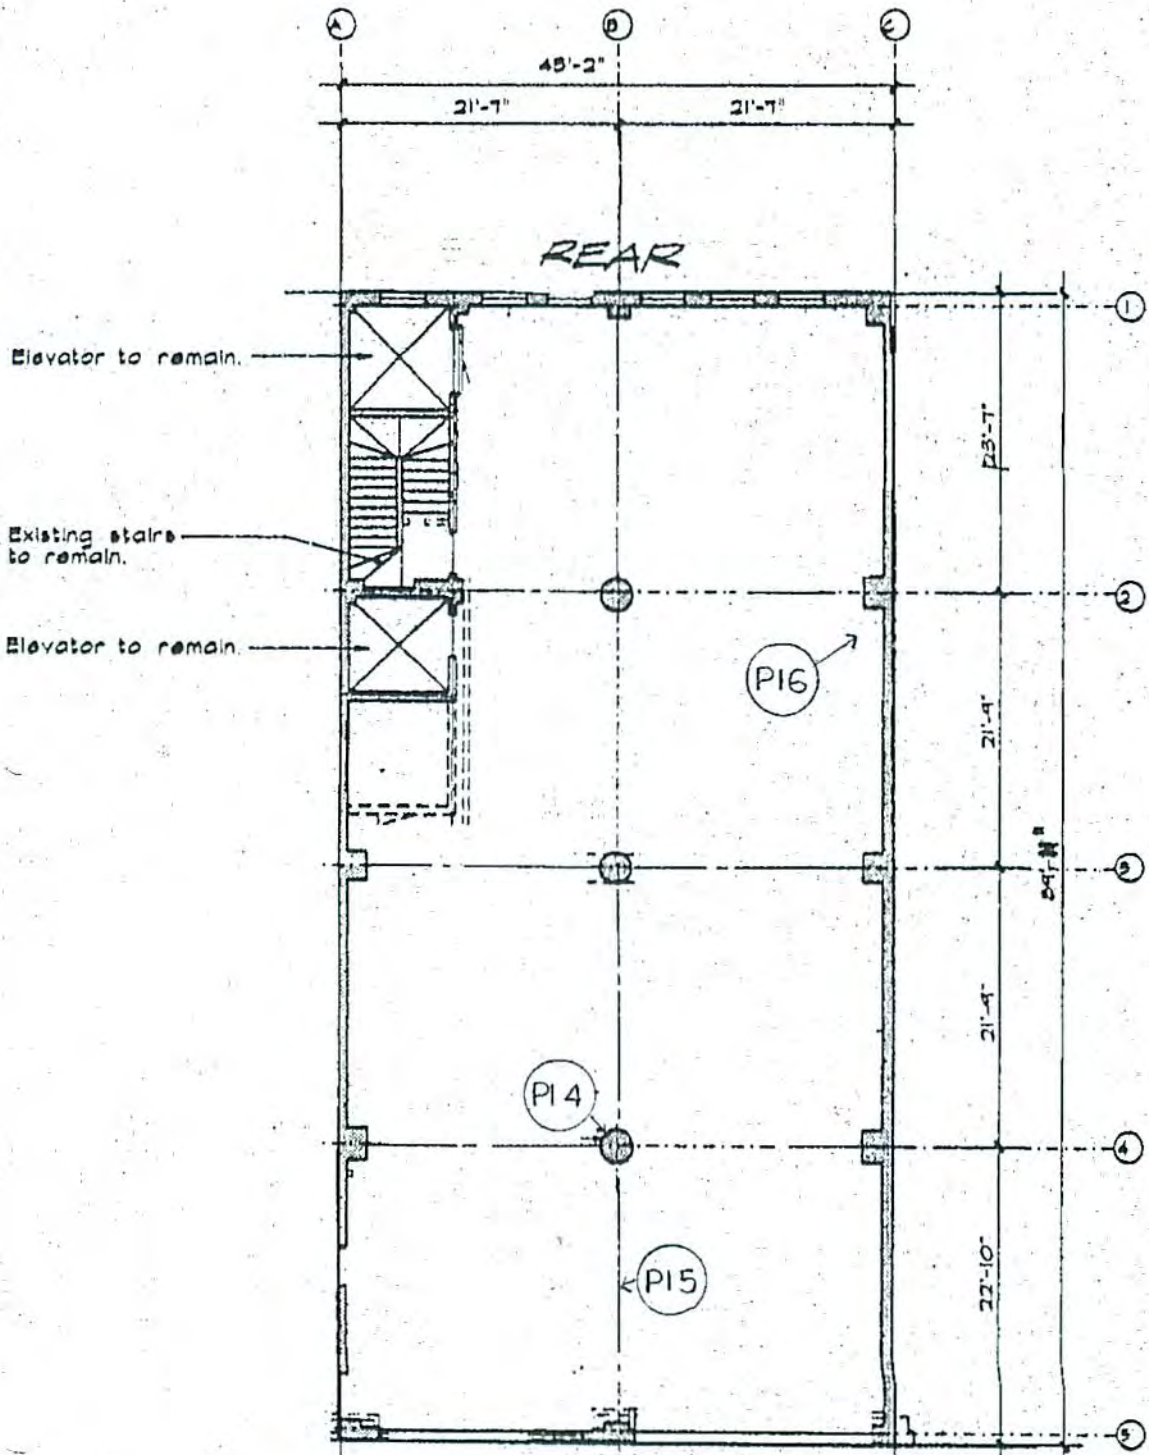 A
B
C
43'-2"
21'-7"
21'-7"
REAR
1
Elevator to remain.
23'-7"
Existing stairs
to remain.
2
Elevator to remain.
P16
21'-9"
3
21'-9"
P14
4
P15
22'-10"
5